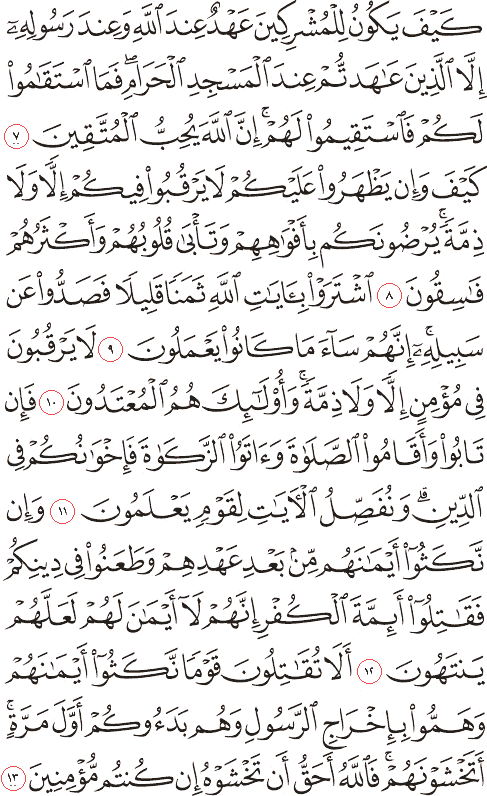 كَيْفَ يَكُونُ لِلْمُشْرِكِينَ عَهْدٌ عِندَ ٱللَّهِ وَعِندَ رَسُولِهِۦٓ
إِلَّا ٱلَّذِينَ عَٰهَدتُّمْ عِندَ ٱلْمَسْجِدِ ٱلْحَرَامِ ۖ فَمَا ٱسْتَقَٰمُوا۟
لَكُمْ فَٱسْتَقِيمُوا۟ لَهُمْ ۚ إِنَّ ٱللَّهَ يُحِبُّ ٱلْمُتَّقِينَ ٧
كَيْفَ وَإِن يَظْهَرُوا۟ عَلَيْكُمْ لَا يَرْقُبُوا۟ فِيكُمْ إِلًّا وَلَا
ذِمَّةً ۚ يُرْضُونَكُم بِأَفْوَٰهِهِمْ وَتَأْبَىٰ قُلُوبُهُمْ وَأَكْثَرُهُمْ
فَٰسِقُونَ ٨ ٱشْتَرَوْا۟ بِـَٔايَٰتِ ٱللَّهِ ثَمَنًا قَلِيلًا فَصَدُّوا۟ عَن
سَبِيلِهِۦٓ ۚ إِنَّهُمْ سَآءَ مَا كَانُوا۟ يَعْمَلُونَ ٩ لَا يَرْقُبُونَ
فِى مُؤْمِنٍ إِلًّا وَلَا ذِمَّةً ۚ وَأُو۟لَٰٓئِكَ هُمُ ٱلْمُعْتَدُونَ ١٠ فَإِن
تَابُوا۟ وَأَقَامُوا۟ ٱلصَّلَوٰةَ وَءَاتَوُا۟ ٱلزَّكَوٰةَ فَإِخْوَٰنُكُمْ فِى
ٱلدِّينِ ۗ وَنُفَصِّلُ ٱلْـَٔايَٰتِ لِقَوْمٍ يَعْلَمُونَ ١١ وَإِن
نَّكَثُوٓا۟ أَيْمَٰنَهُم مِّنۢ بَعْدِ عَهْدِهِمْ وَطَعَنُوا۟ فِى دِينِكُمْ
فَقَٰتِلُوٓا۟ أَئِمَّةَ ٱلْكُفْرِ ۙ إِنَّهُمْ لَآ أَيْمَٰنَ لَهُمْ لَعَلَّهُمْ
يَنتَهُونَ ١٢ أَلَا تُقَٰتِلُونَ قَوْمًا نَّكَثُوٓا۟ أَيْمَٰنَهُمْ
وَهَمُّوا۟ بِإِخْرَاجِ ٱلرَّسُولِ وَهُم بَدَءُوكُمْ أَوَّلَ مَرَّةٍ ۚ
أَتَخْشَوْنَهُمْ ۚ فَٱللَّهُ أَحَقُّ أَن تَخْشَوْهُ إِن كُنتُم مُّؤْمِنِينَ ١٣